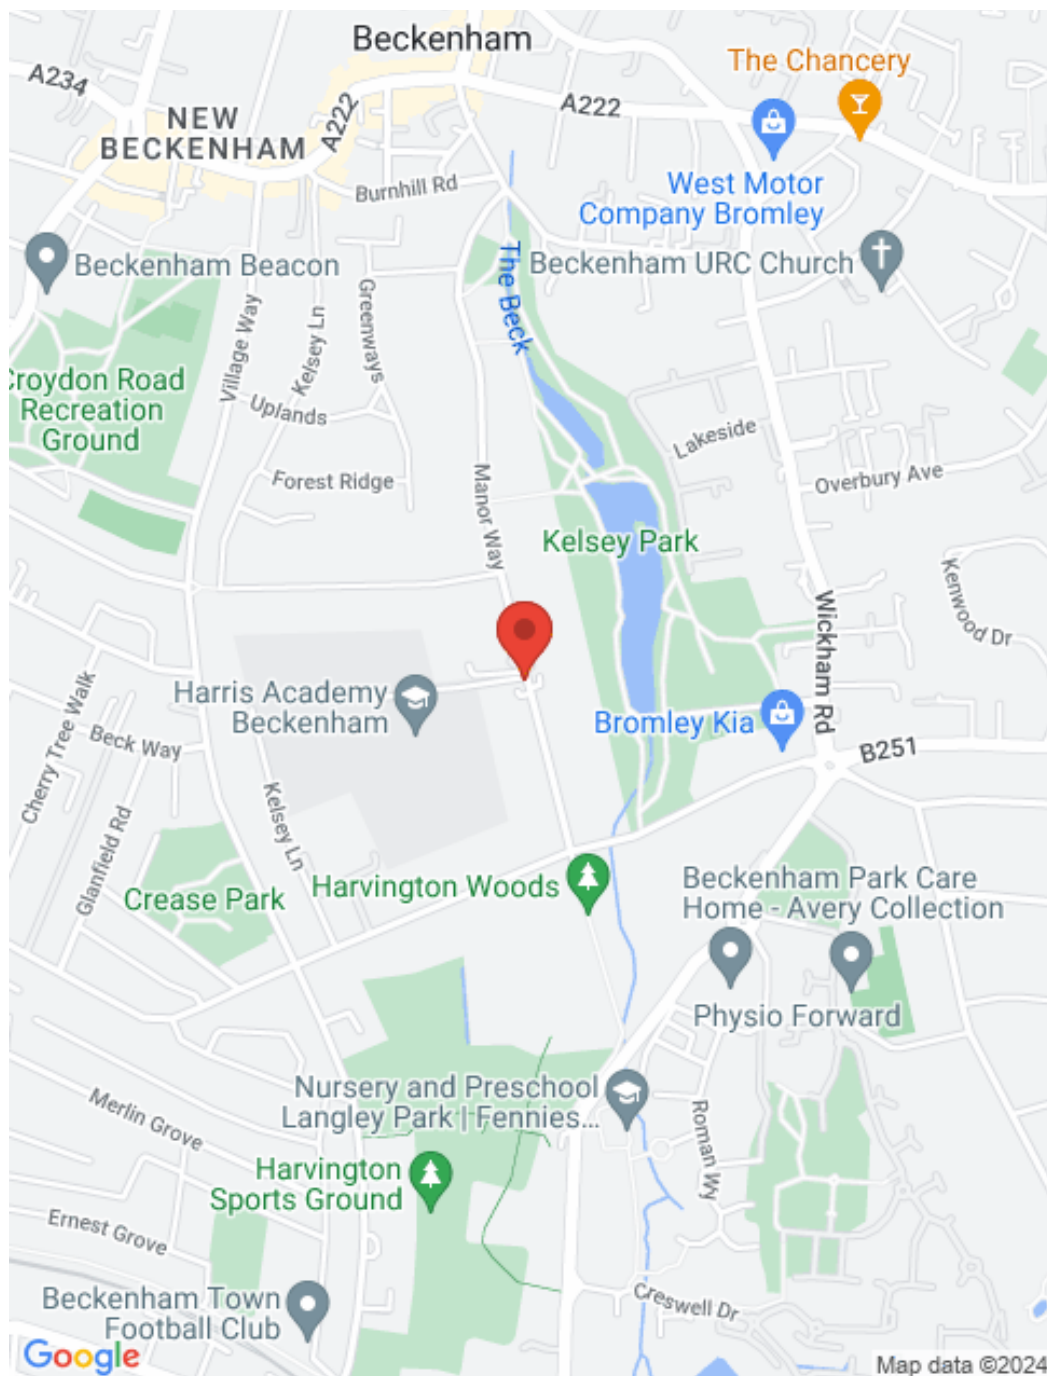 Beckenham
The Chancery
A234
A222
A222
NEW
BECKENHAM
West Motor
Company Bromley
Burnhill Rd
Beckenham Beacon
Beckenham URC Church
The Beck
Greenways
Village Way
Kelsey Ln
Croydon Road
Recreation
Ground
Uplands
Lakeside
Forest Ridge
Manor Way
Overbury Ave
Kelsey Park
Kenwood Dr
Wickham Rd
Harris Academy
Beckenham
Cherry Tree Walk
Beck Way
Bromley Kia
B251
Kelsey Ln
Glanfield Rd
Harvington Woods
Crease Park
Beckenham Park Care
Home - Avery Collection
Physio Forward
Nursery and Preschool
Langley Park | Fennies...
Merlin Grove
Roman Wy
Harvington
Sports Ground
Ernest Grove
Beckenham Town
Football Club
Creswell Dr
Google
Map data ©2024